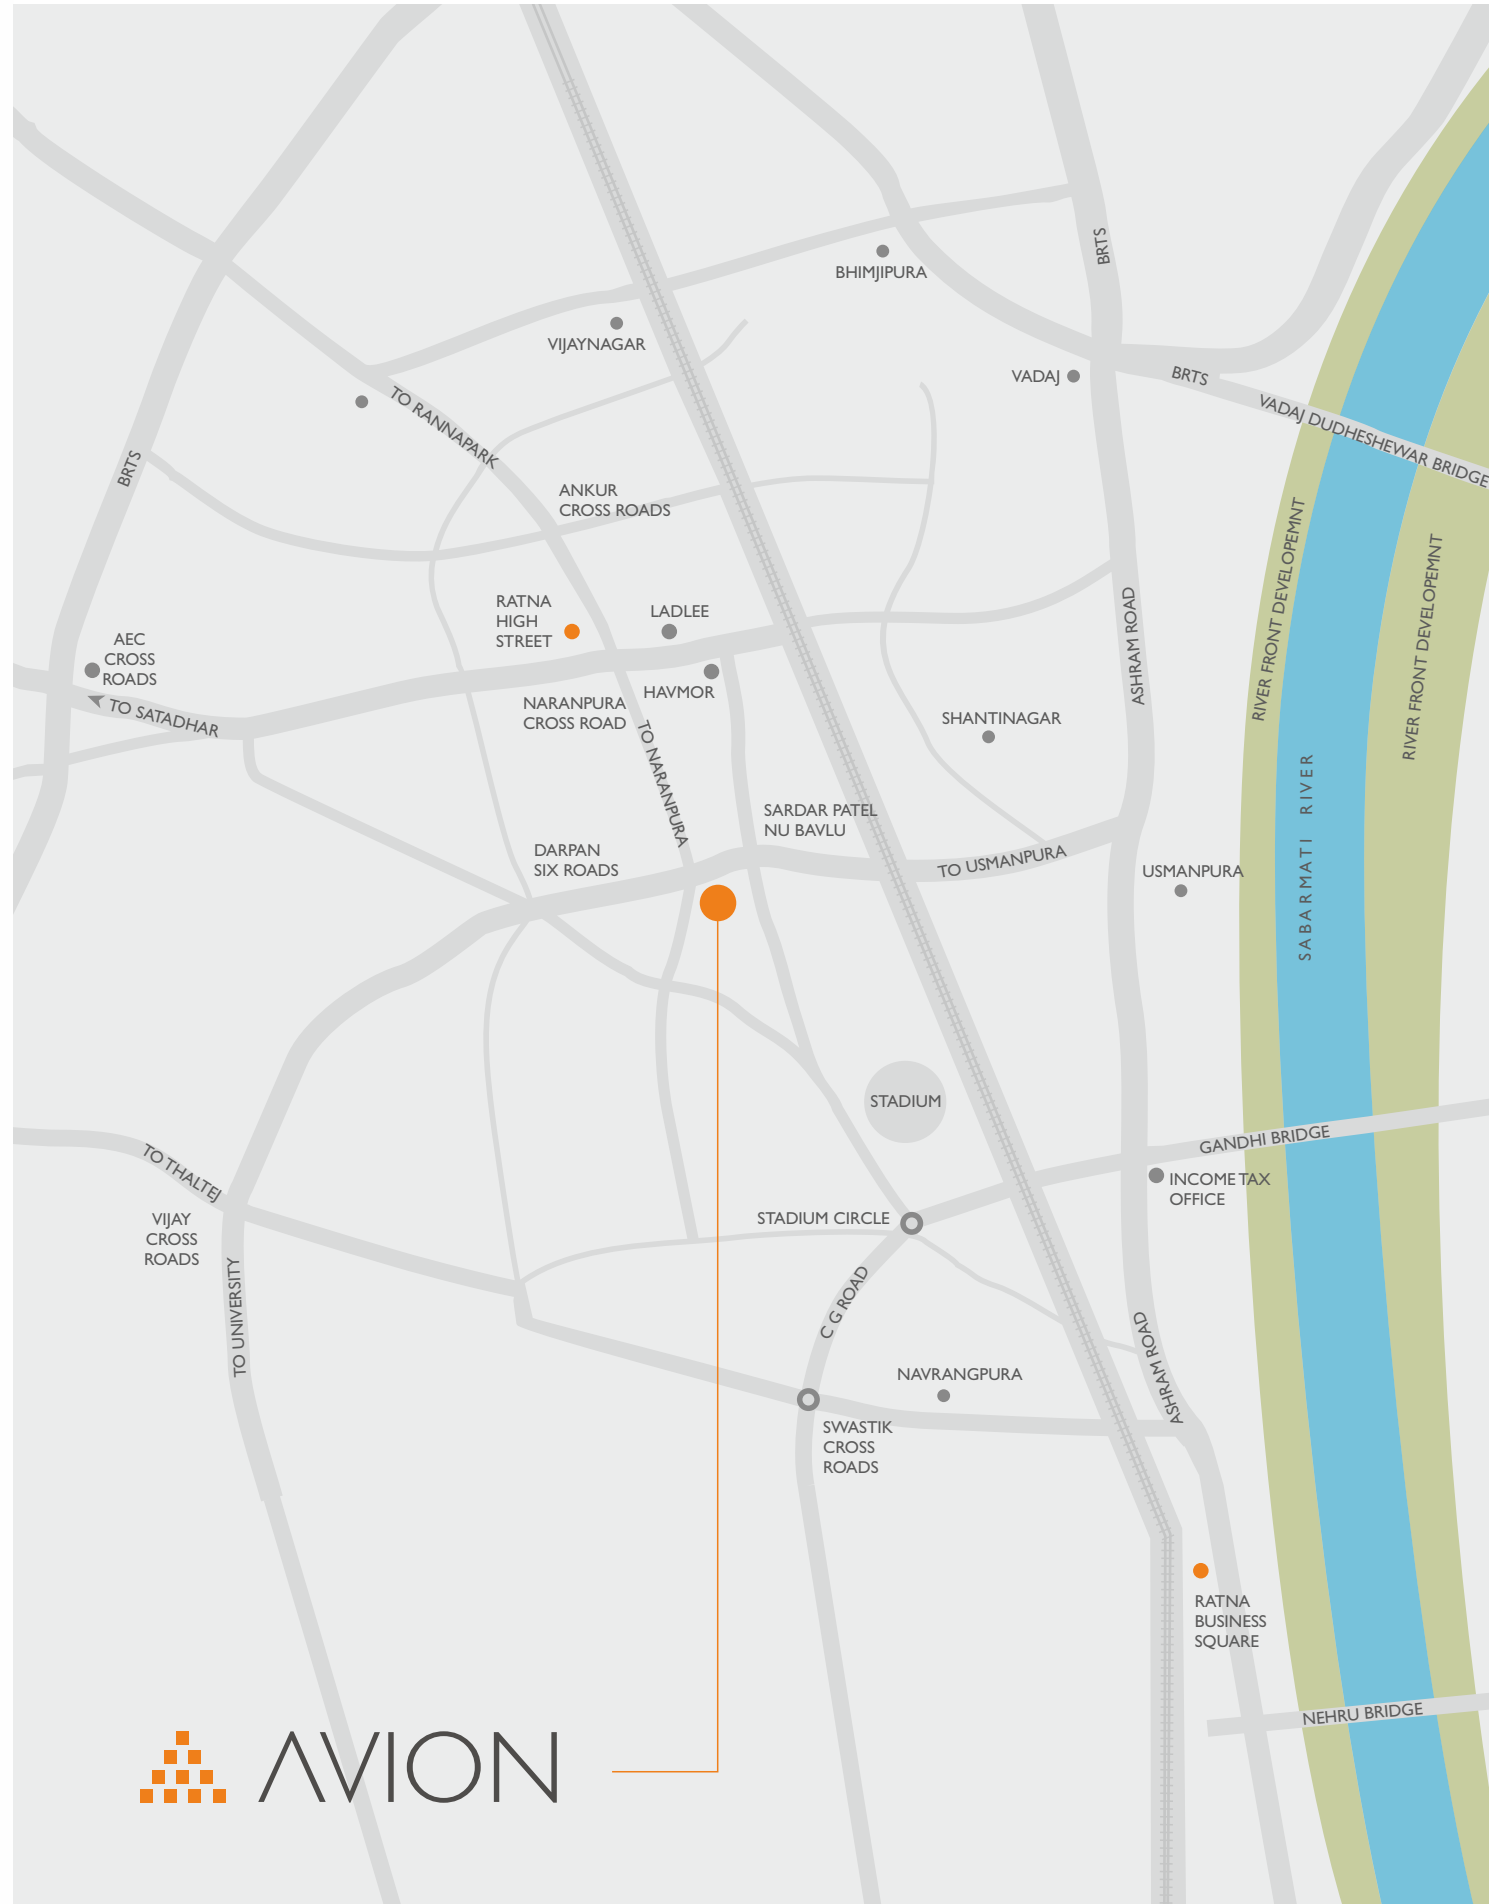 BRTS
BHIMJIPURA
VIJAYNAGAR
VADAJ
BRTS
VADAJ DUDHESHEWAR BRIDGE
TO RANNAPARK
BRTS
ANKUR
CROSS ROADS
RIVER FRONT DEVELOPEMNT
RIVER FRONT DEVELOPEMNT
RATNA
HIGH
STREET
LADLEE
ASHRAM ROAD
AEC
CROSS
ROADS
TO SATADHAR
NARANPURA
CROSS ROAD
HAVMOR
SHANTINAGAR
TO NARANPURA
SARDAR PATEL
NU BAVLU
SABARMATI RIVER
DARPAN
SIX ROADS
TO USMANPURA
USMANPURA
STADIUM
GANDHI BRIDGE
TO THALTEJ
INCOME TAX
OFFICE
VIJAY
CROSS
ROADS
STADIUM CIRCLE
TO UNIVERSITY
C G ROAD
ASHRAM ROAD
NAVRANGPURA
SWASTIK
CROSS
ROADS
RATNA
BUSINESS
SQUARE
NEHRU BRIDGE
AVION